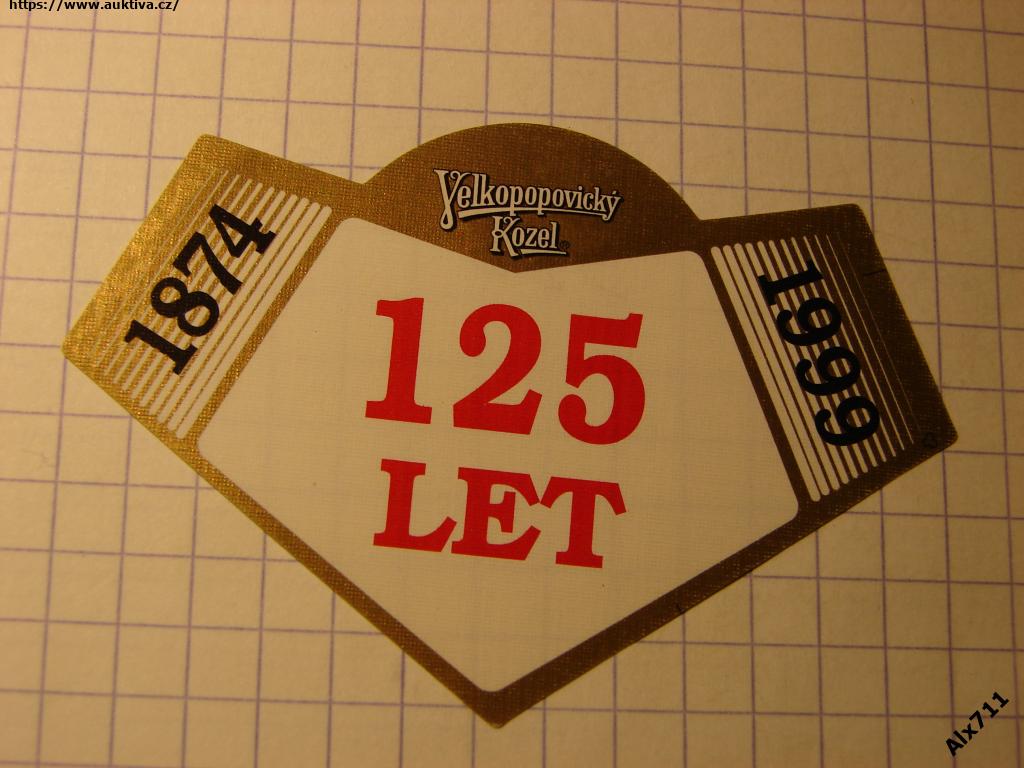 https://www.auktiva.cz/
Velkopopovický
Kozel
1874
1999
125
LET
Alx711